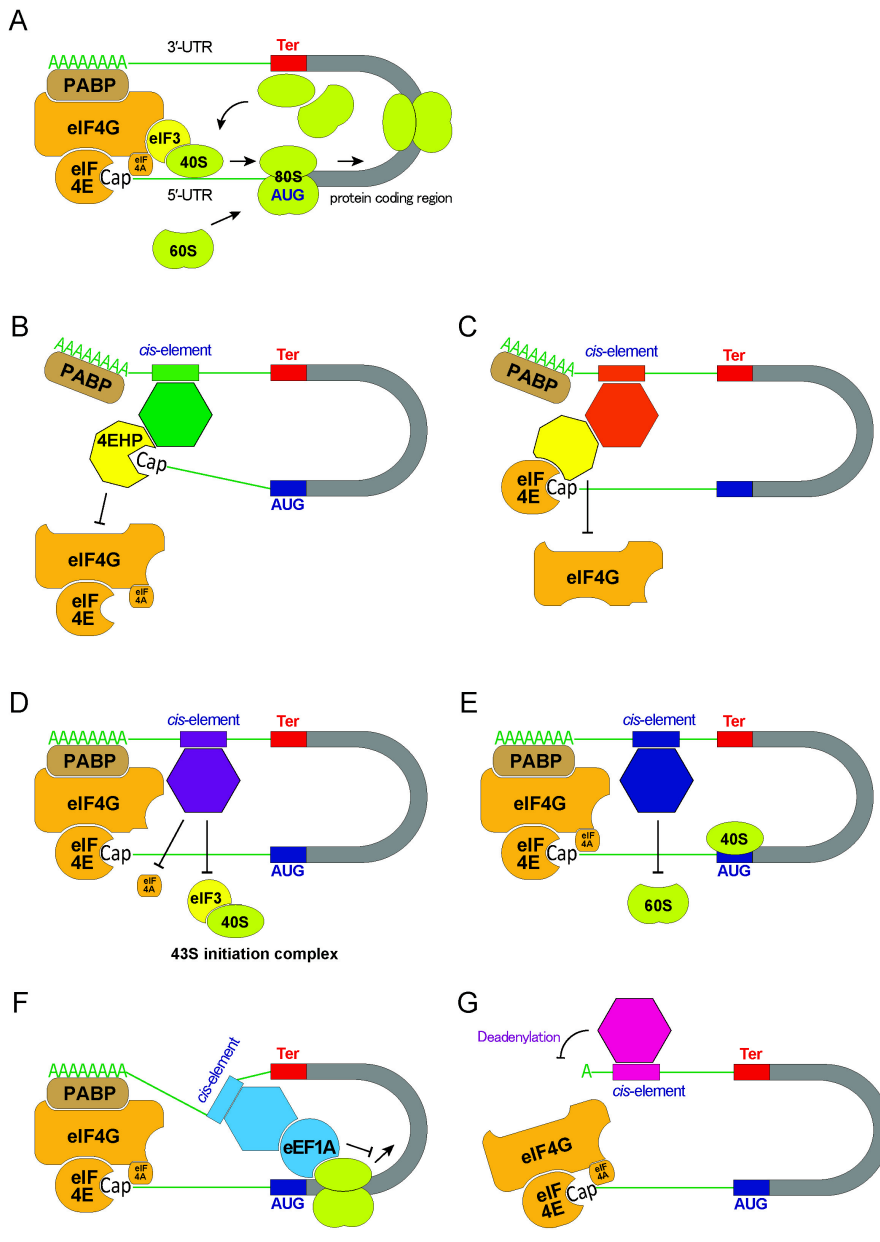 A
AAAAAAAA
3′-UTR
Ter
PABP
eIF4G
eIF3
eIF
4A
40S
eIF
4E
Cap
80S
AUG
5′-UTR
protein coding region
60S
B
AAAAAAAA
cis-element
Ter
PABP
4EHP
Cap
AUG
eIF4G
eIF
4E
eIF
4A
C
AAAAAAAA
cis-element
Ter
PABP
eIF
4E
Cap
eIF4G
D
AAAAAAAA
cis-element
Ter
PABP
eIF4G
eIF
4E
Cap
AUG
eIF
4A
eIF3
40S
43S initiation complex
E
AAAAAAAA
cis-element
Ter
PABP
eIF4G
eIF
4A
eIF
4E
Cap
40S
AUG
60S
F
AAAAAAAA
cis-element
Ter
PABP
eIF4G
eEF1A
eIF
4A
eIF
4E
Cap
AUG
G
Deadenylation
A
cis-element
Ter
eIF4G
eIF
4A
eIF
4E
Cap
AUG